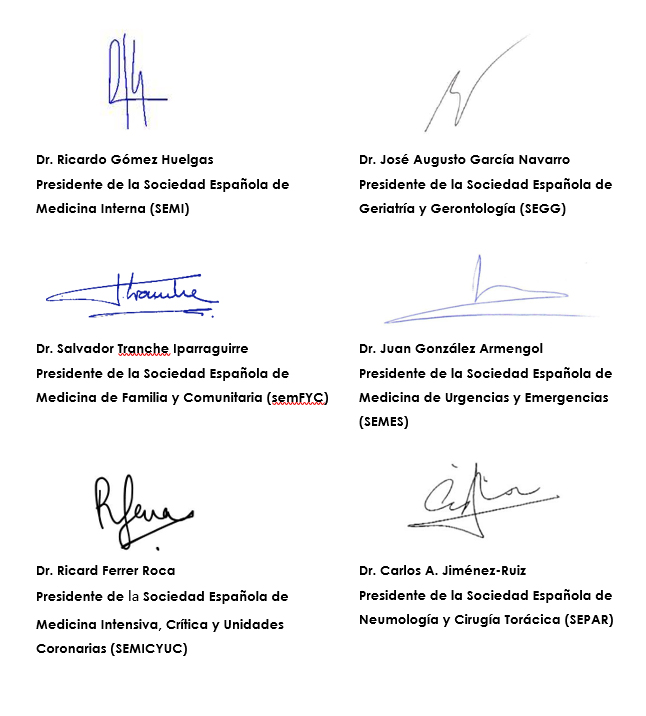 Dr. Ricardo Gómez Huelgas
Presidente de la Sociedad Española de
Medicina Interna (SEMI)
Dr. José Augusto García Navarro
Presidente de la Sociedad Española de
Geriatría y Gerontología (SEGG)
Dr. Salvador Tranche Iparraguirre
Presidente de la Sociedad Española de
Medicina de Familia y Comunitaria (semFYC)
Dr. Juan González Armengol
Presidente de la Sociedad Española de
Medicina de Urgencias y Emergencias
(SEMES)
Dr. Ricard Ferrer Roca
Presidente de la Sociedad Española de
Medicina Intensiva, Crítica y Unidades
Coronarias (SEMICYUC)
Dr. Carlos A. Jiménez-Ruiz
Presidente de la Sociedad Española de
Neumología y Cirugía Torácica (SEPAR)